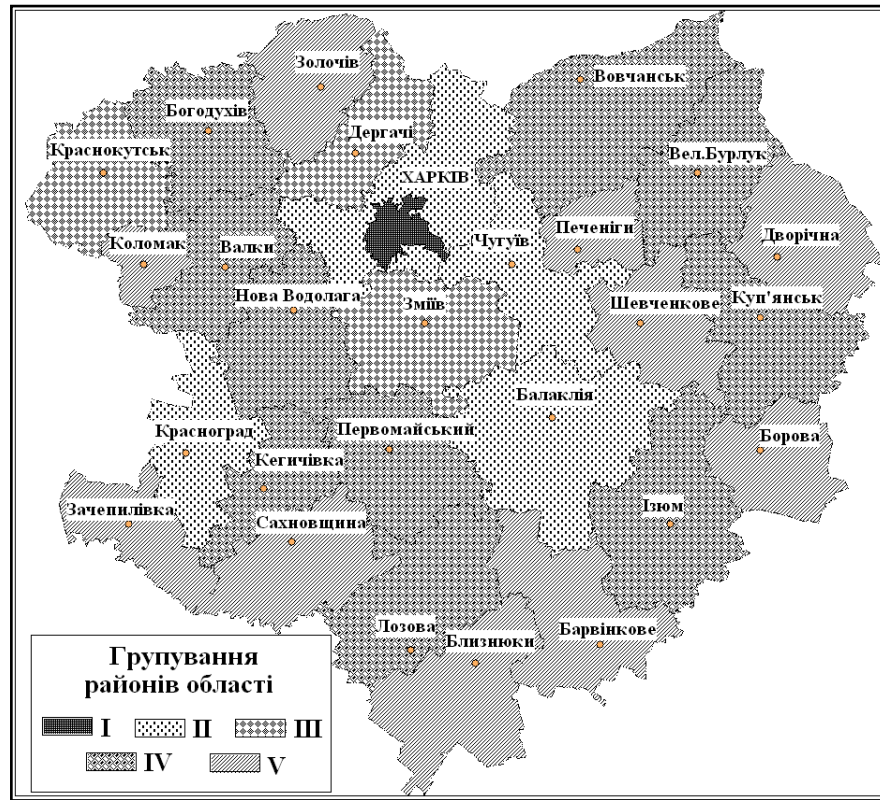 Золочів
Вовчанськ
Богодухів
Дергачі
Краснокутськ
Вел.Бурлук
ХАРКІВ
Печеніги
Коломак
Валки
Чугуїв
Дворічна
Нова Водолага
Зміїв
Шевченкове
Куп'янськ
Балаклія
Красноград
Первомайський
Борова
Кегичівка
Зачепилівка
Сахновщина
Ізюм
Лозова
Близнюки
Барвінкове
Групування
районів області
I II III
IV V